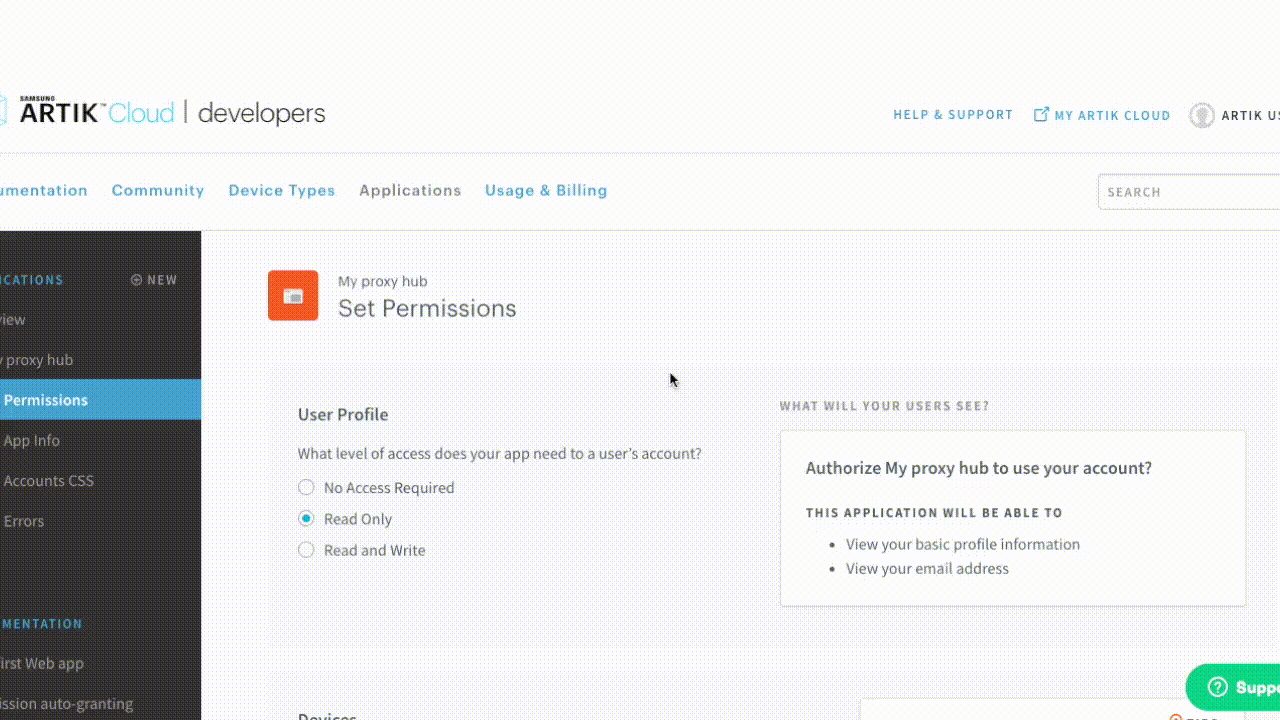 SAMSUNG
ARTIK™ Cloud | developers
HELP & SUPPORT
MY ARTIK CLOUD
ARTIK US
umentation
Community
Device Types
Applications
Usage & Billing
SEARCH
ICATIONS
NEW
view
y proxy hub
Permissions
App Info
Accounts CSS
Errors
MENTATION
irst Web app
ission auto-granting
My proxy hub
Set Permissions
User Profile
What level of access does your app need to a user's account?
No Access Required
Read Only
Read and Write
WHAT WILL YOUR USERS SEE?
Authorize My proxy hub to use your account?
THIS APPLICATION WILL BE ABLE TO
• View your basic profile information
• View your email address
Devices
Suppo